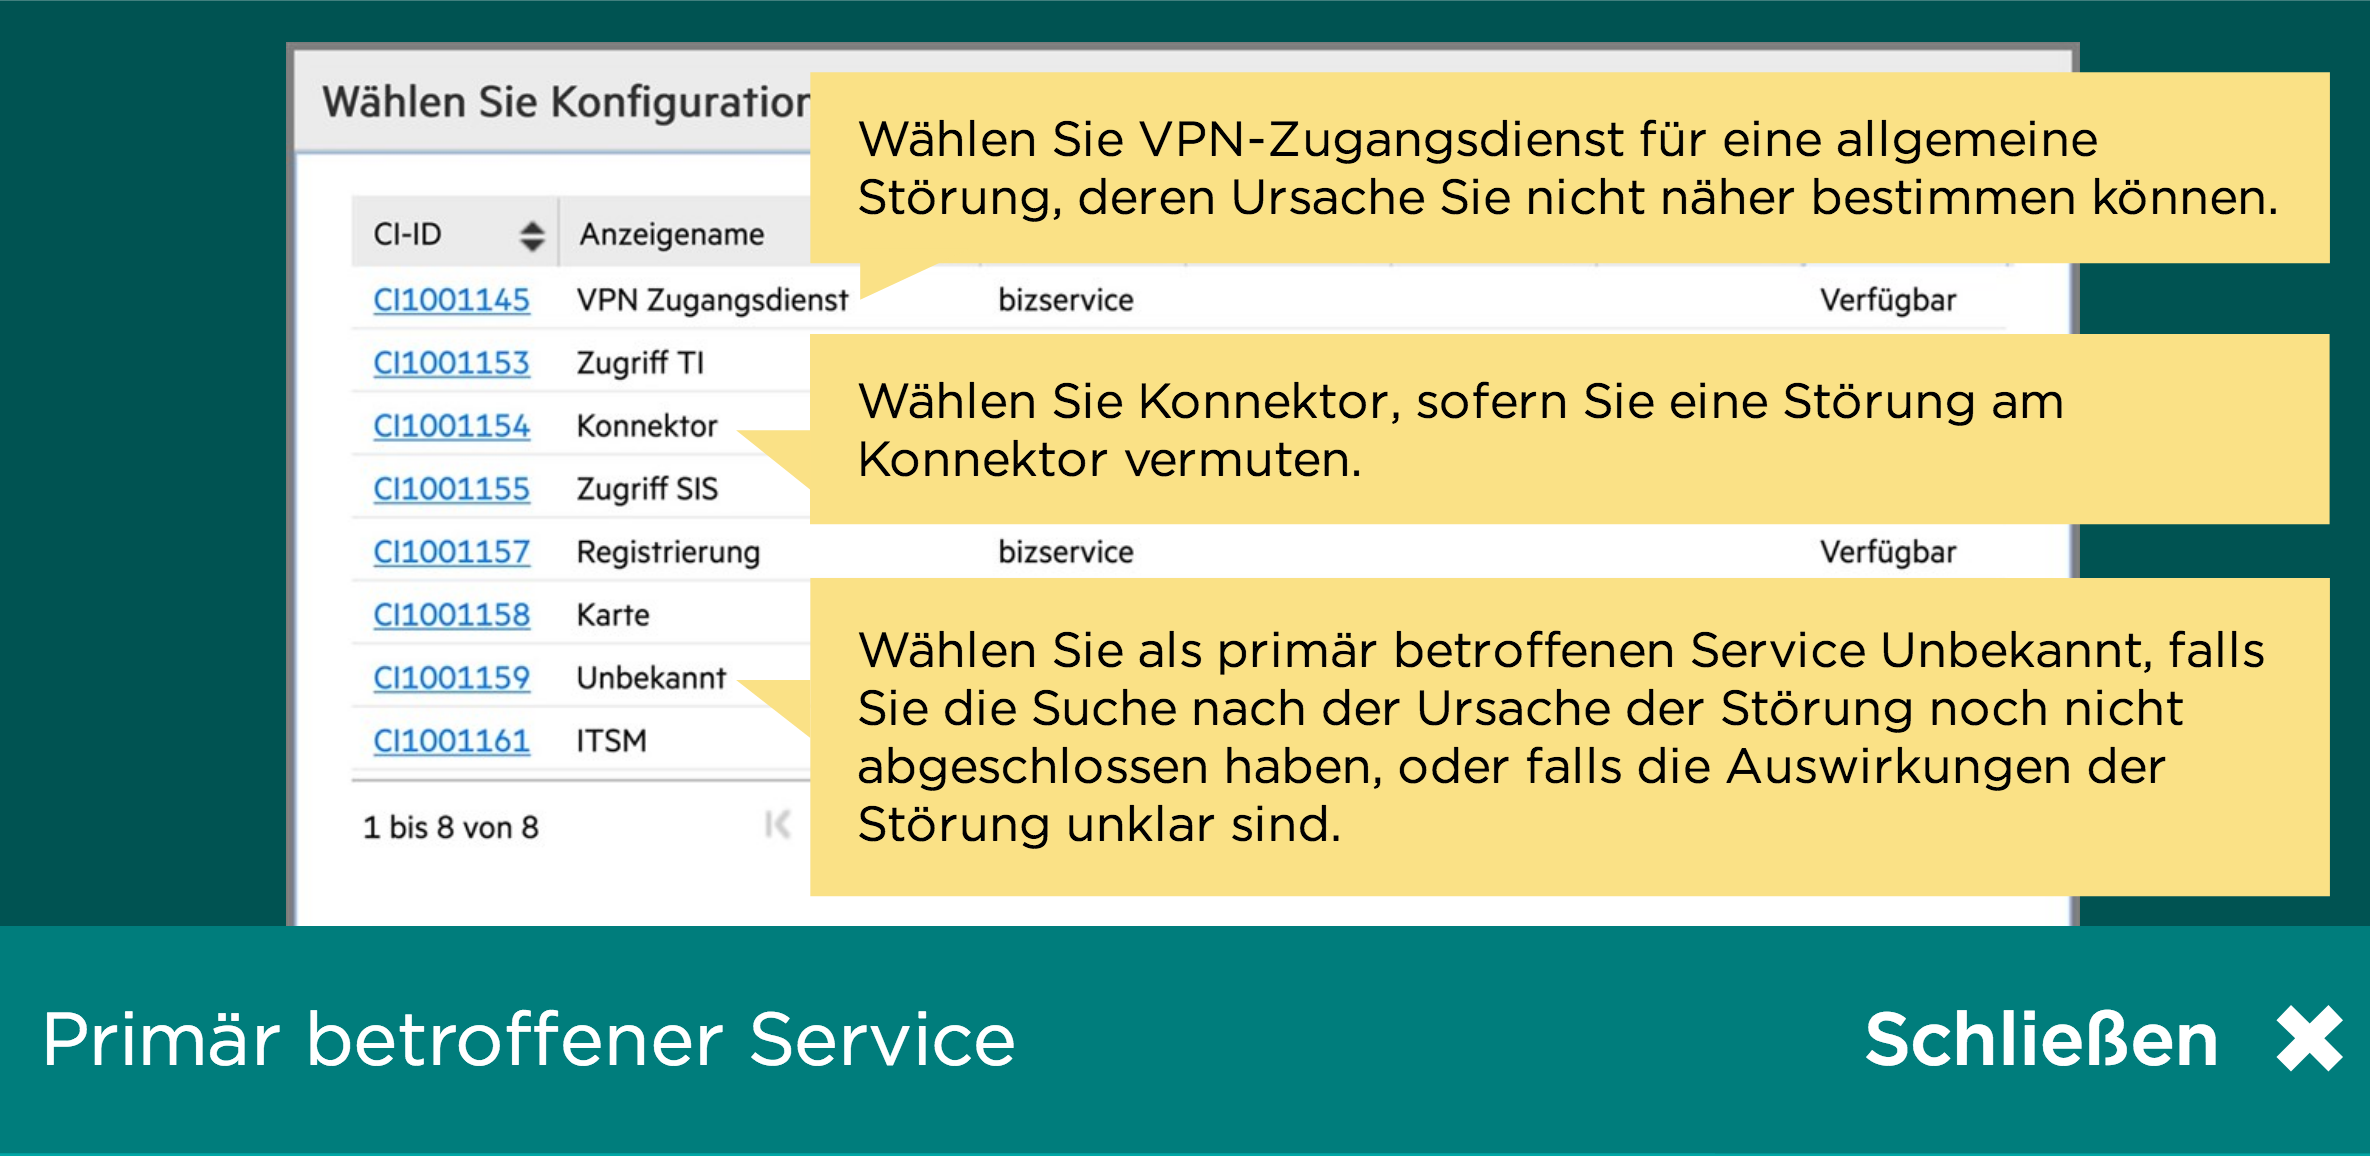 Wählen Sie Konfiguration
Wählen Sie VPN-Zugangsdienst für eine allgemeine
Störung, deren Ursache Sie nicht näher bestimmen können.
CI-ID Anzeigename
CI1001145 VPN Zugangsdienst bizservice Verfügbar
CI1001153 Zugriff TI
Wählen Sie Konnektor, sofern Sie eine Störung am
Konnektor vermuten.
CI1001154 Konnektor
CI1001155 Zugriff SIS
CI1001157 Registrierung bizservice Verfügbar
CI1001158 Karte
Wählen Sie als primär betroffenen Service Unbekannt, falls
Sie die Suche nach der Ursache der Störung noch nicht
abgeschlossen haben, oder falls die Auswirkungen der
Störung unklar sind.
CI1001159 Unbekannt
CI1001161 ITSM
1 bis 8 von 8
Primär betroffener Service
Schließen